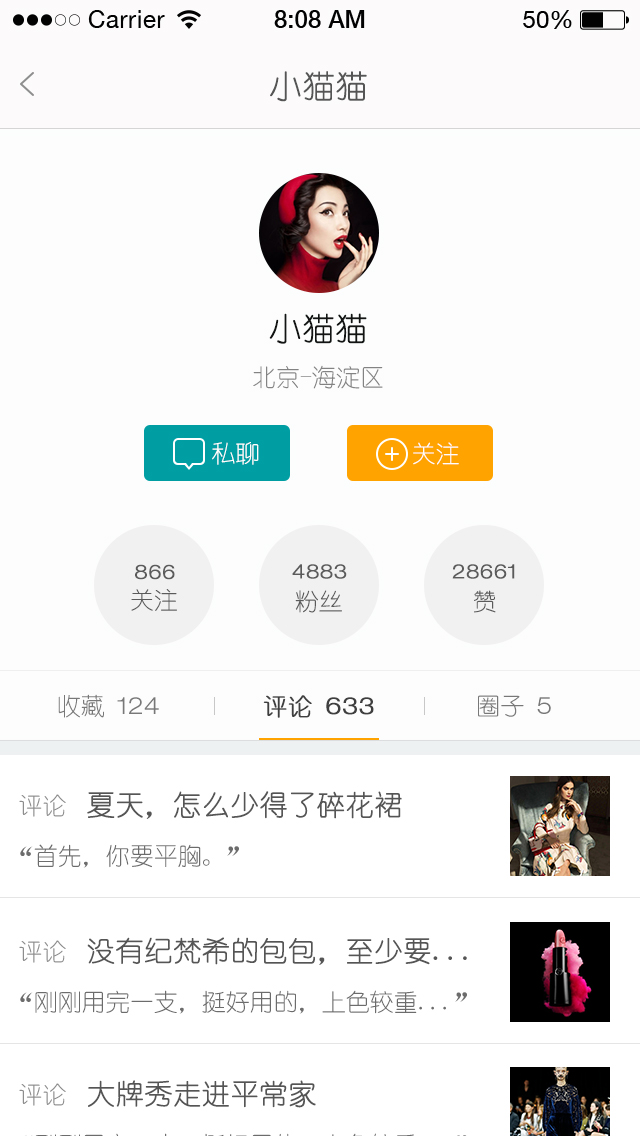 Carrier 8:08 AM 50%
小猫猫
小猫猫
北京-海淀区
私聊 关注
866 4883 28661
关注 粉丝 赞
收藏 124 评论 633 圈子 5
评论 夏天，怎么少得了碎花裙
“首先，你要平胸。”
评论 没有纪梵希的包包，至少要...
“刚刚用完一支，挺好用的，上色较重...”
评论 大牌秀走进平常家